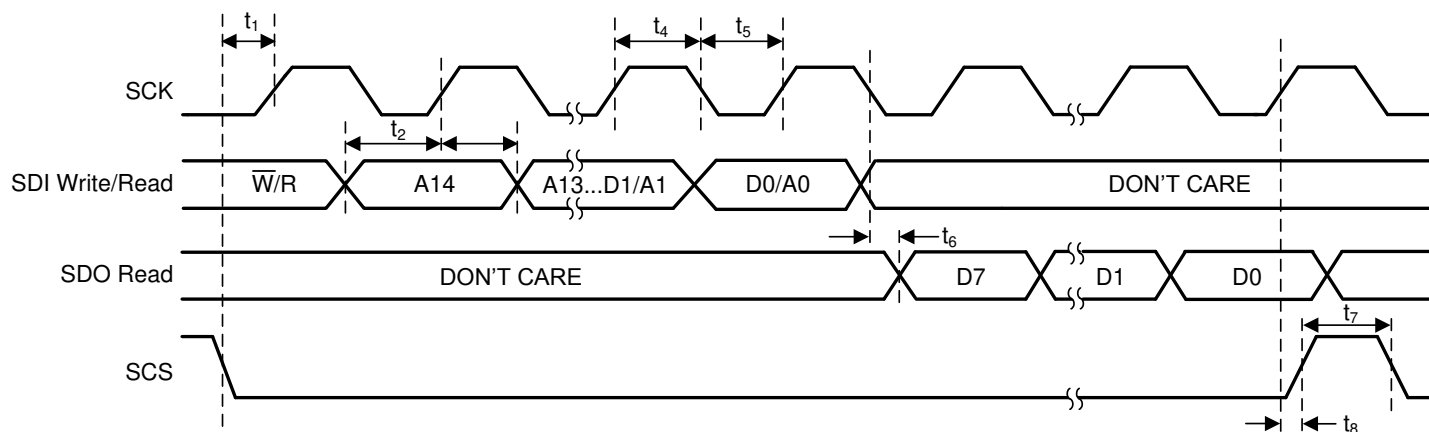 t1 t4 t5
SCK
t2
SDI Write/Read W̅/R A14 A13...D1/A1 D0/A0 DON'T CARE
t6
SDO Read DON'T CARE D7 D1 D0
t7
SCS
t8